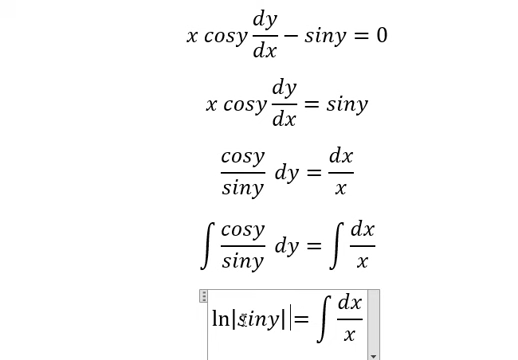 x cosy dy/dx − siny = 0
x cosy dy/dx = siny
cosy/siny dy = dx/x
∫ cosy/siny dy = ∫ dx/x
ln|siny| = ∫ dx/x